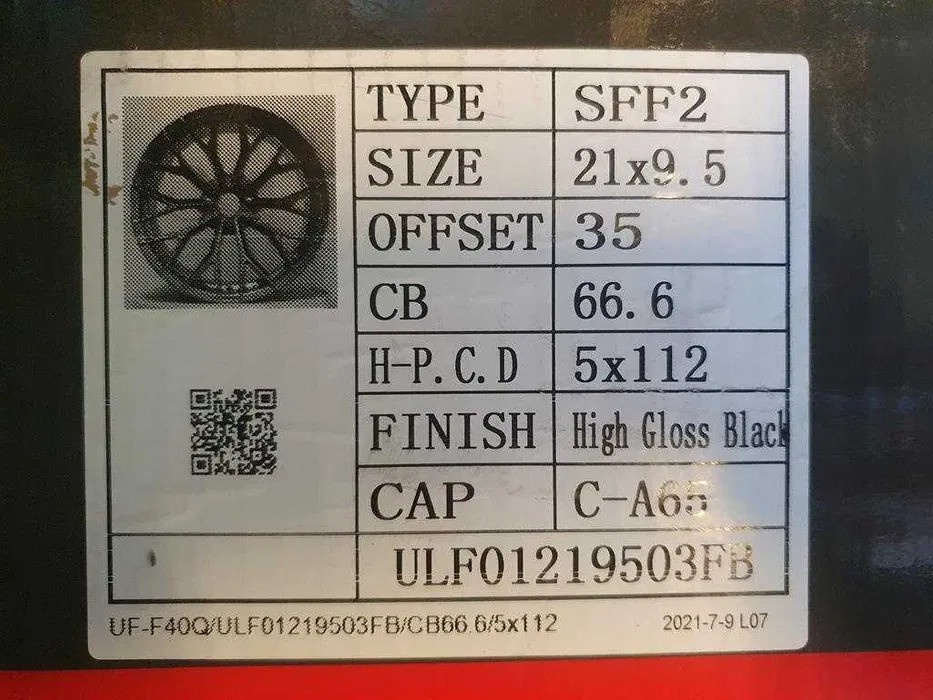 TYPE SFF2
SIZE 21x9.5
OFFSET 35
CB 66.6
H-P.C.D 5x112
FINISH High Gloss Black
CAP C-A65
ULF01219503FB
UF-F40Q/ULF01219503FB/CB66.6/5x112
2021-7-9 L07